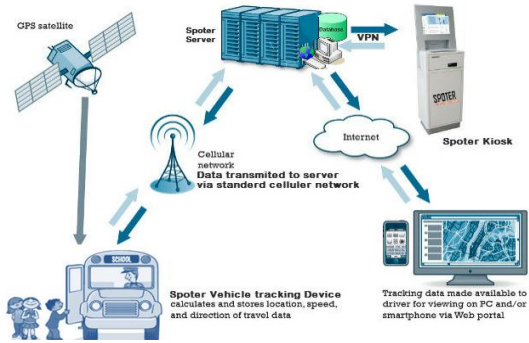 GPS satellite
Spoter
Server
Database
VPN
SPOTER
Spoter Kiosk
Internet
Cellular
network
Data transmited to server
via standerd celluler network
SCHOOL
Spoter Vehicle tracking Device
calculates and stores location, speed,
and direction of travel data
Tracking data made available to
driver for viewing on PC and/or
smartphone via Web portal